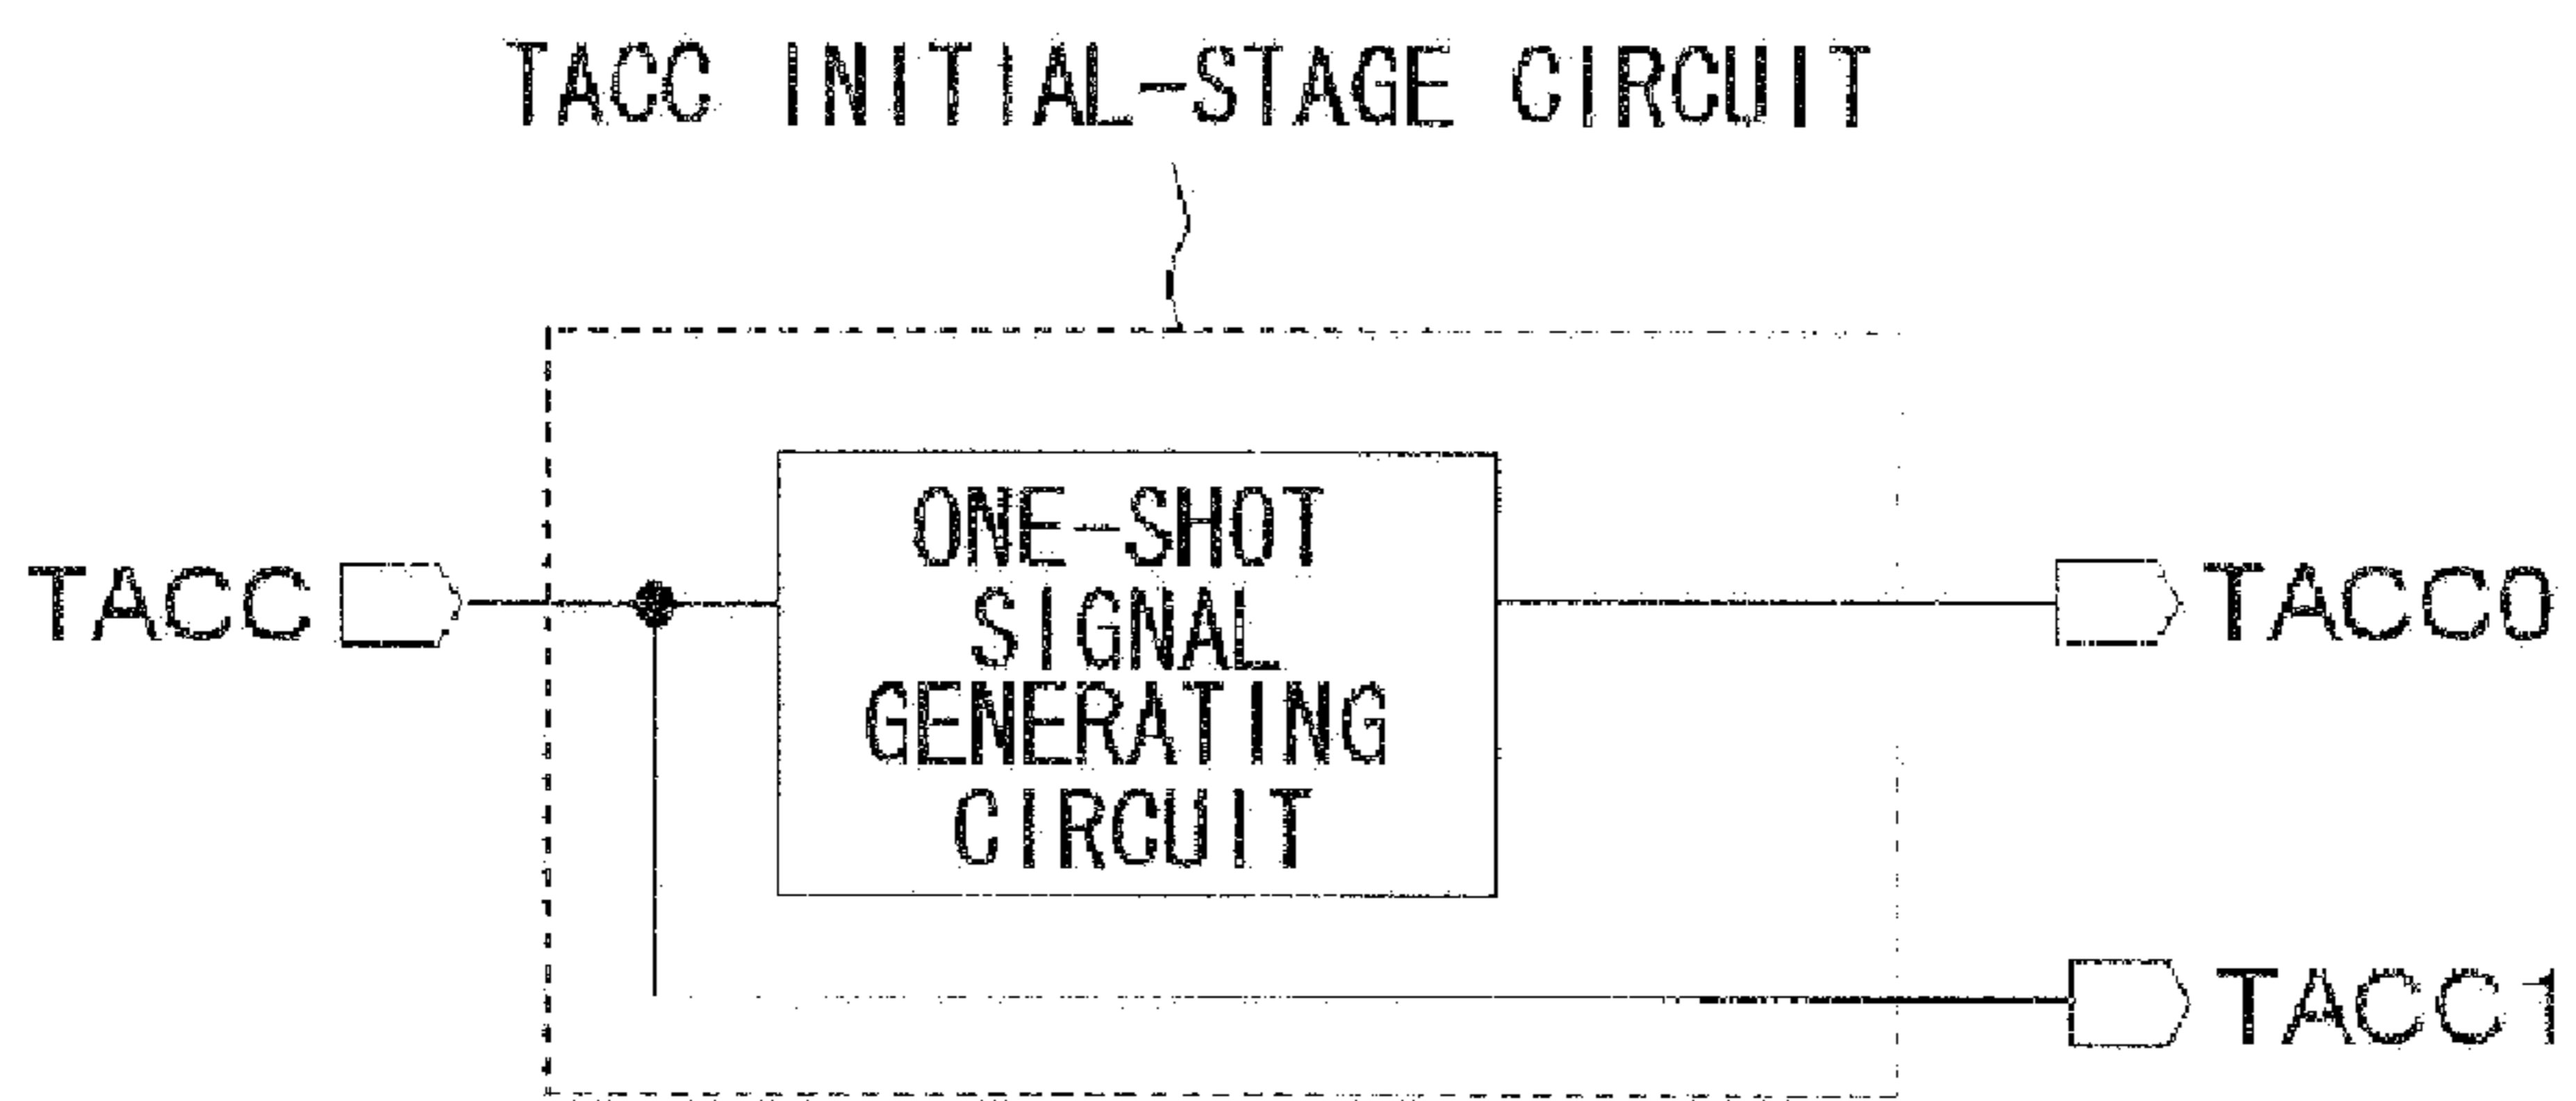 TACC INITIAL-STAGE CIRCUIT
ONE-SHOT
SIGNAL
GENERATING
CIRCUIT
TACC
TACC0
TACC1